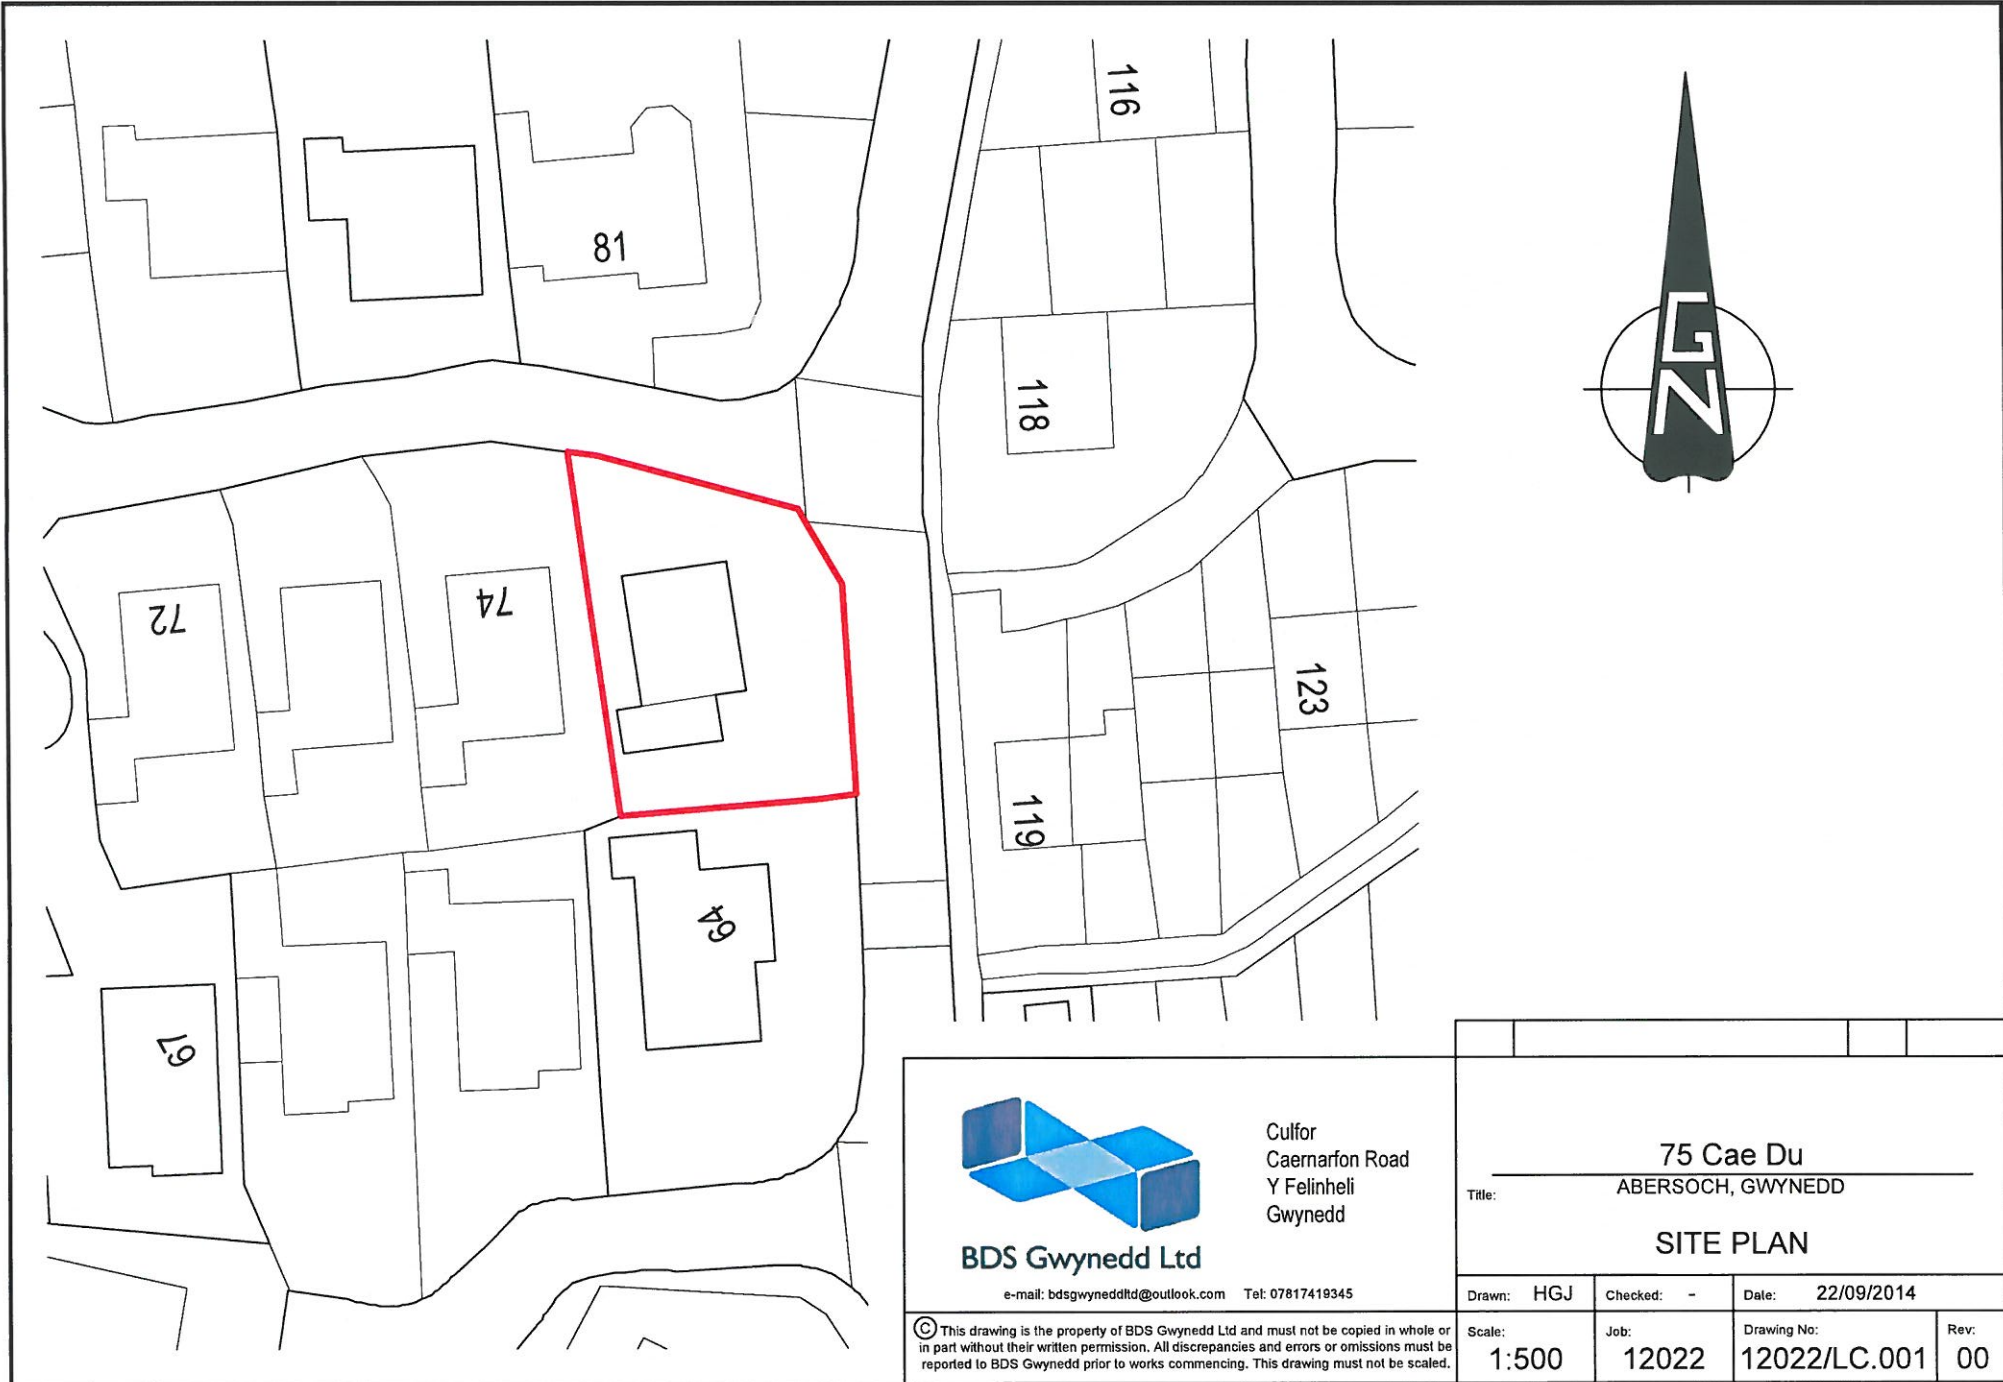 116
81
118
72
74
123
119
64
67
GN
BDS Gwynedd Ltd
Culfor
Caernarfon Road
Y Felinheli
Gwynedd
e-mail: bdsgwyneddltd@outlook.com Tel: 07817419345
© This drawing is the property of BDS Gwynedd Ltd and must not be copied in whole or
in part without their written permission. All discrepancies and errors or omissions must be
reported to BDS Gwynedd prior to works commencing. This drawing must not be scaled.
75 Cae Du
Title:
ABERSOCH, GWYNEDD
SITE PLAN
Drawn: HGJ Checked: - Date: 22/09/2014
Scale: Job: Drawing No: Rev:
1:500 12022 12022/LC.001 00